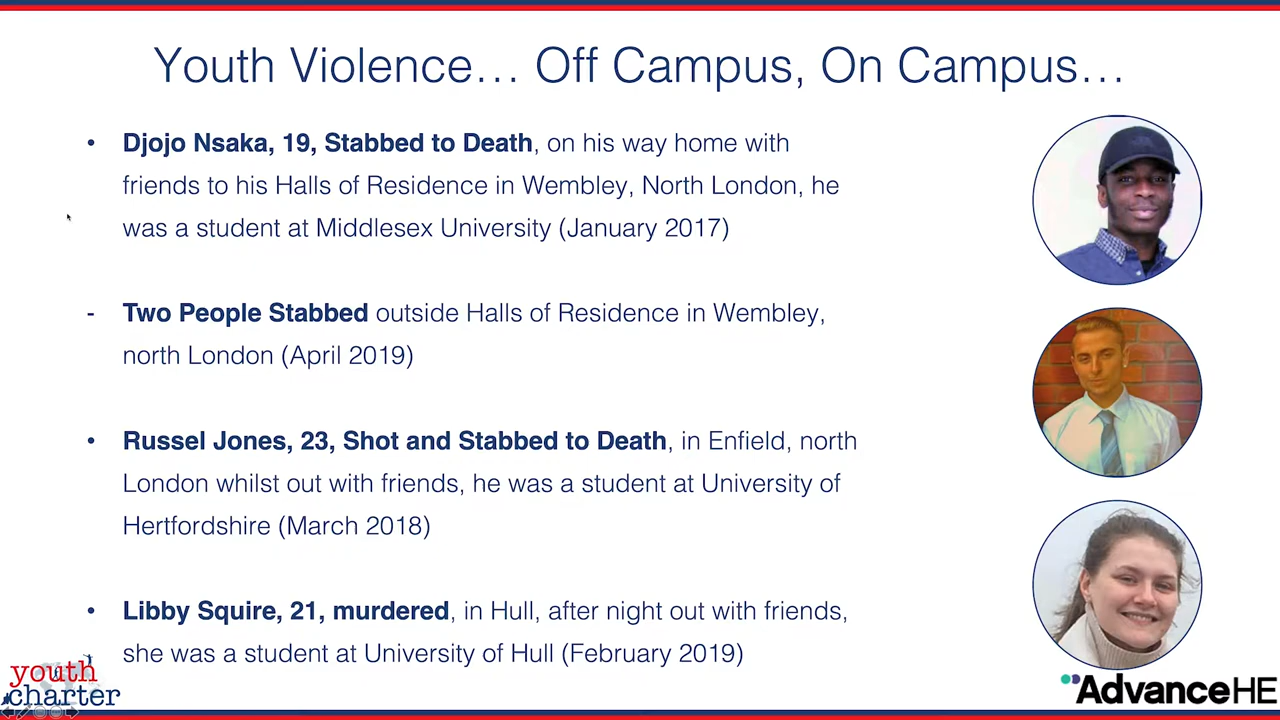 Youth Violence… Off Campus, On Campus…
• Djojo Nsaka, 19, Stabbed to Death, on his way home with
friends to his Halls of Residence in Wembley, North London, he
was a student at Middlesex University (January 2017)
- Two People Stabbed outside Halls of Residence in Wembley,
north London (April 2019)
• Russel Jones, 23, Shot and Stabbed to Death, in Enfield, north
London whilst out with friends, he was a student at University of
Hertfordshire (March 2018)
• Libby Squire, 21, murdered, in Hull, after night out with friends,
she was a student at University of Hull (February 2019)
youth
charter
AdvanceHE